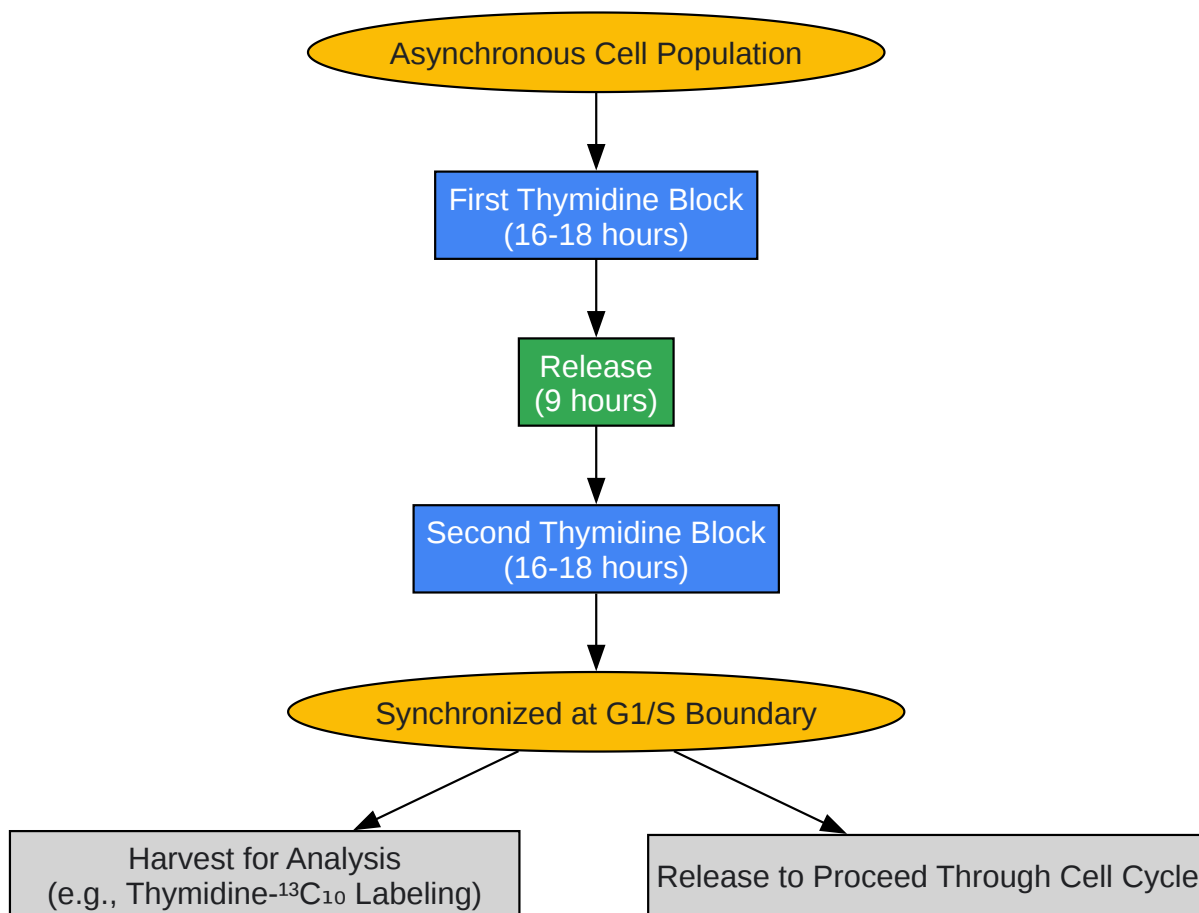 Asynchronous Cell Population
First Thymidine Block
(16-18 hours)
Release
(9 hours)
Second Thymidine Block
(16-18 hours)
Synchronized at G1/S Boundary
Harvest for Analysis
(e.g., Thymidine-¹³C₁₀ Labeling)
Release to Proceed Through Cell Cycle